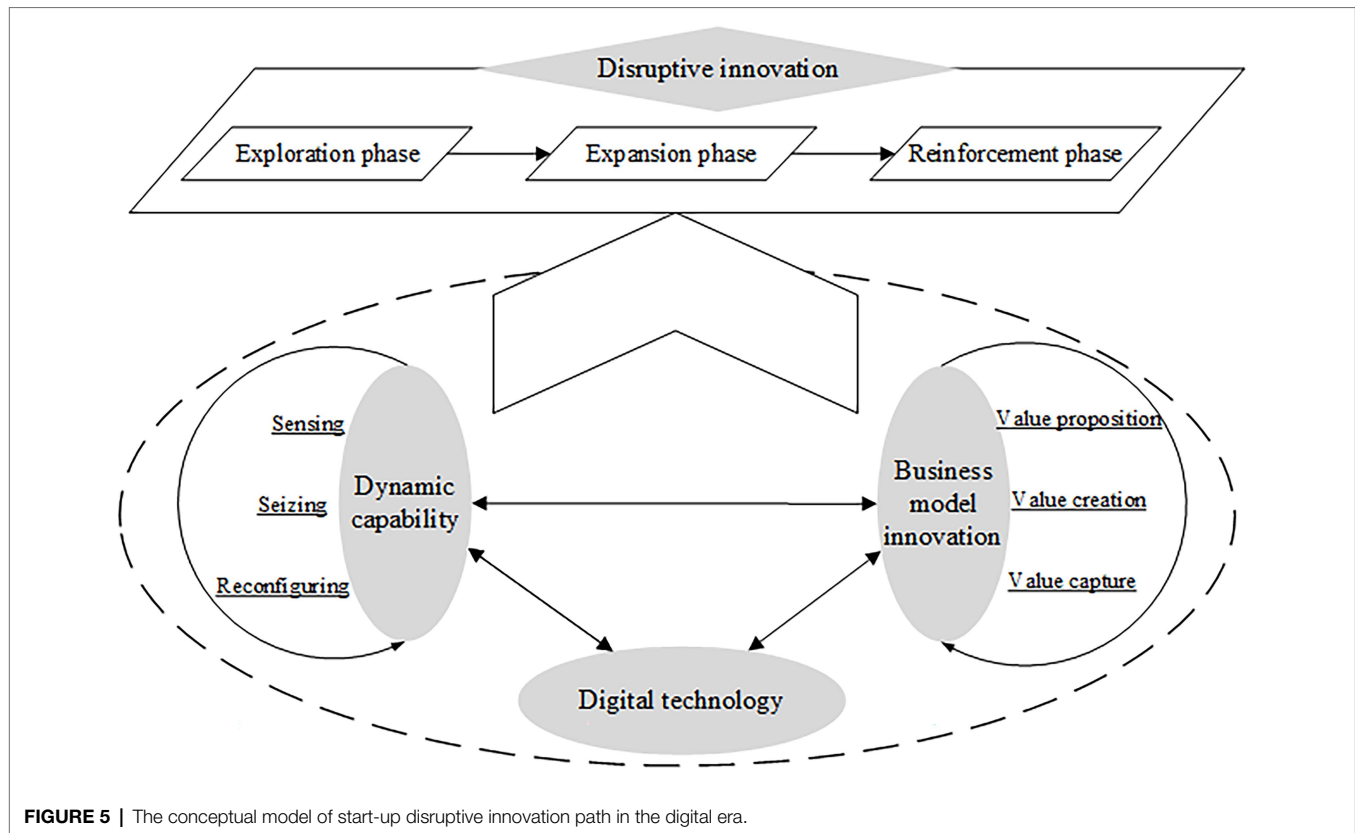 Disruptive innovation
Exploration phase
Expansion phase
Reinforcement phase
Sensing
Seizing
Reconfiguring
Dynamic
capability
Business
model
innovation
Value proposition
Value creation
Value capture
Digital technology
FIGURE 5 | The conceptual model of start-up disruptive innovation path in the digital era.